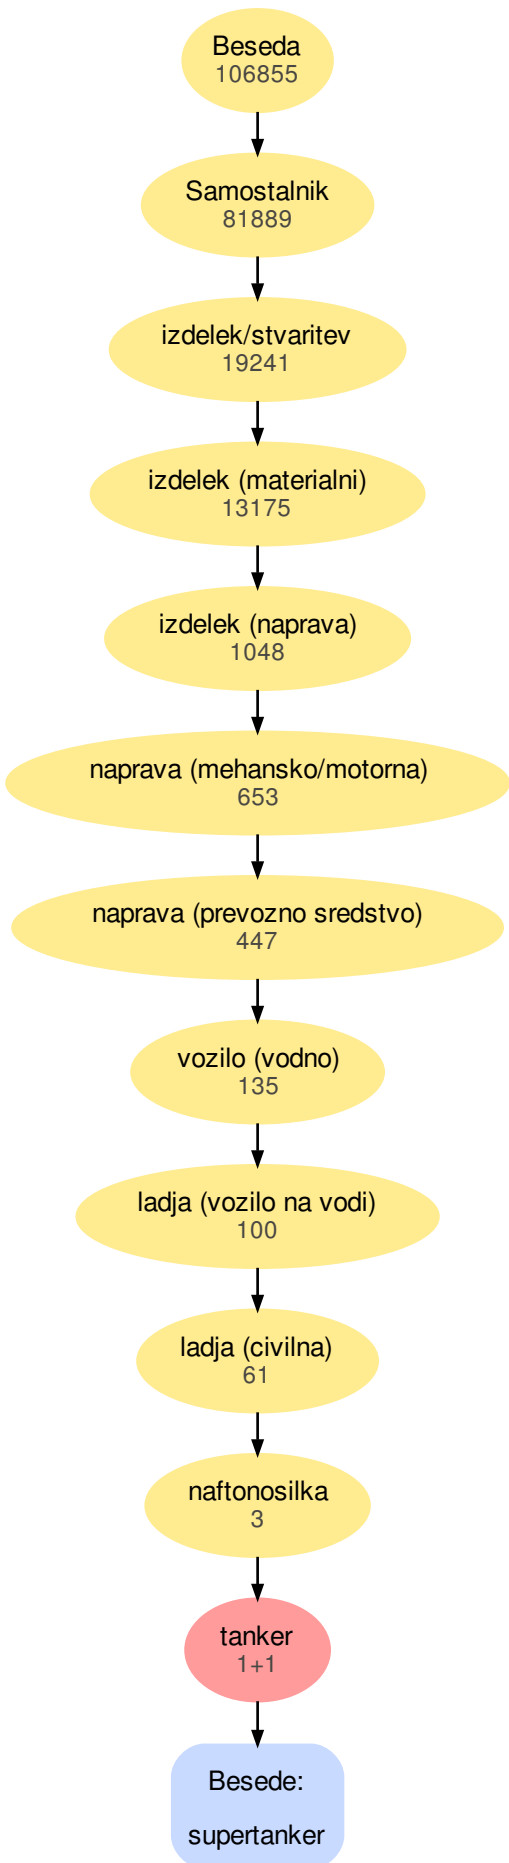 Beseda
106855
Samostalnik
81889
izdelek/stvaritev
19241
izdelek (materialni)
13175
izdelek (naprava)
1048
naprava (mehansko/motorna)
653
naprava (prevozno sredstvo)
447
vozilo (vodno)
135
ladja (vozilo na vodi)
100
ladja (civilna)
61
naftonosilka
3
tanker
1+1
Besede:
supertanker